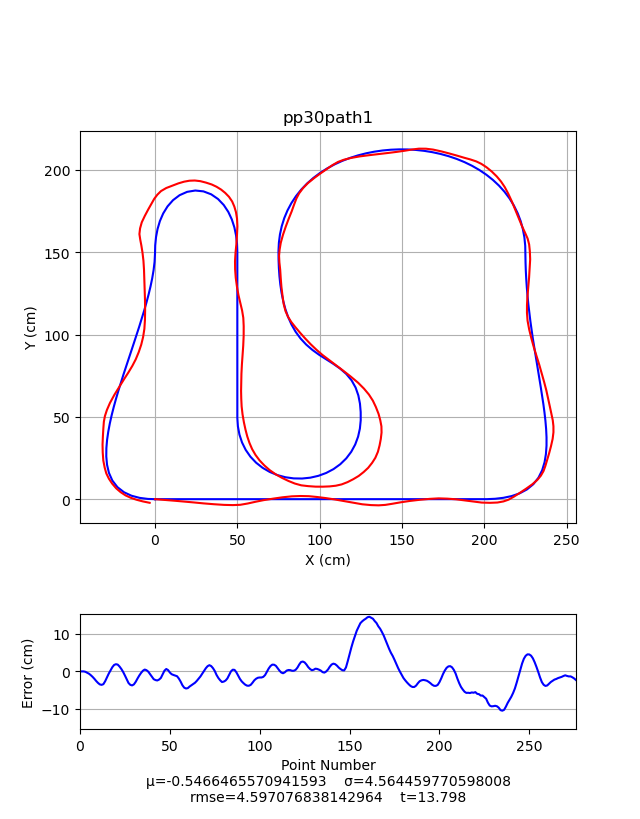 pp30path1
200
150
100
50
0
Y (cm)
0 50 100 150 200 250
X (cm)
10
0
−10
Error (cm)
0 50 100 150 200 250
Point Number
μ=-0.5466465570941593 σ=4.564459770598008
rmse=4.597076838142964 t=13.798